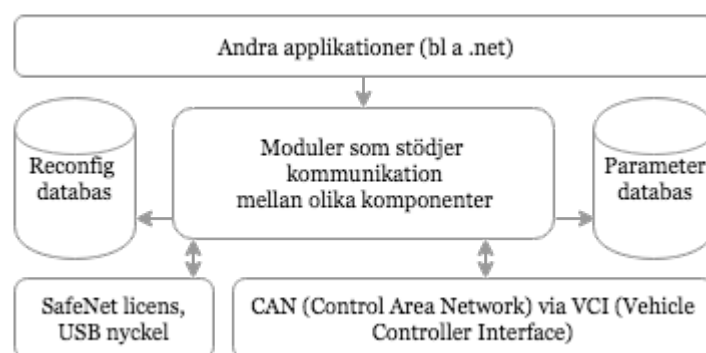 Andra applikationer (bl a .net)
Reconfig
databas
Moduler som stödjer
kommunikation
mellan olika komponenter
Parameter
databas
SafeNet licens,
USB nyckel
CAN (Control Area Network) via VCI (Vehicle
Controller Interface)